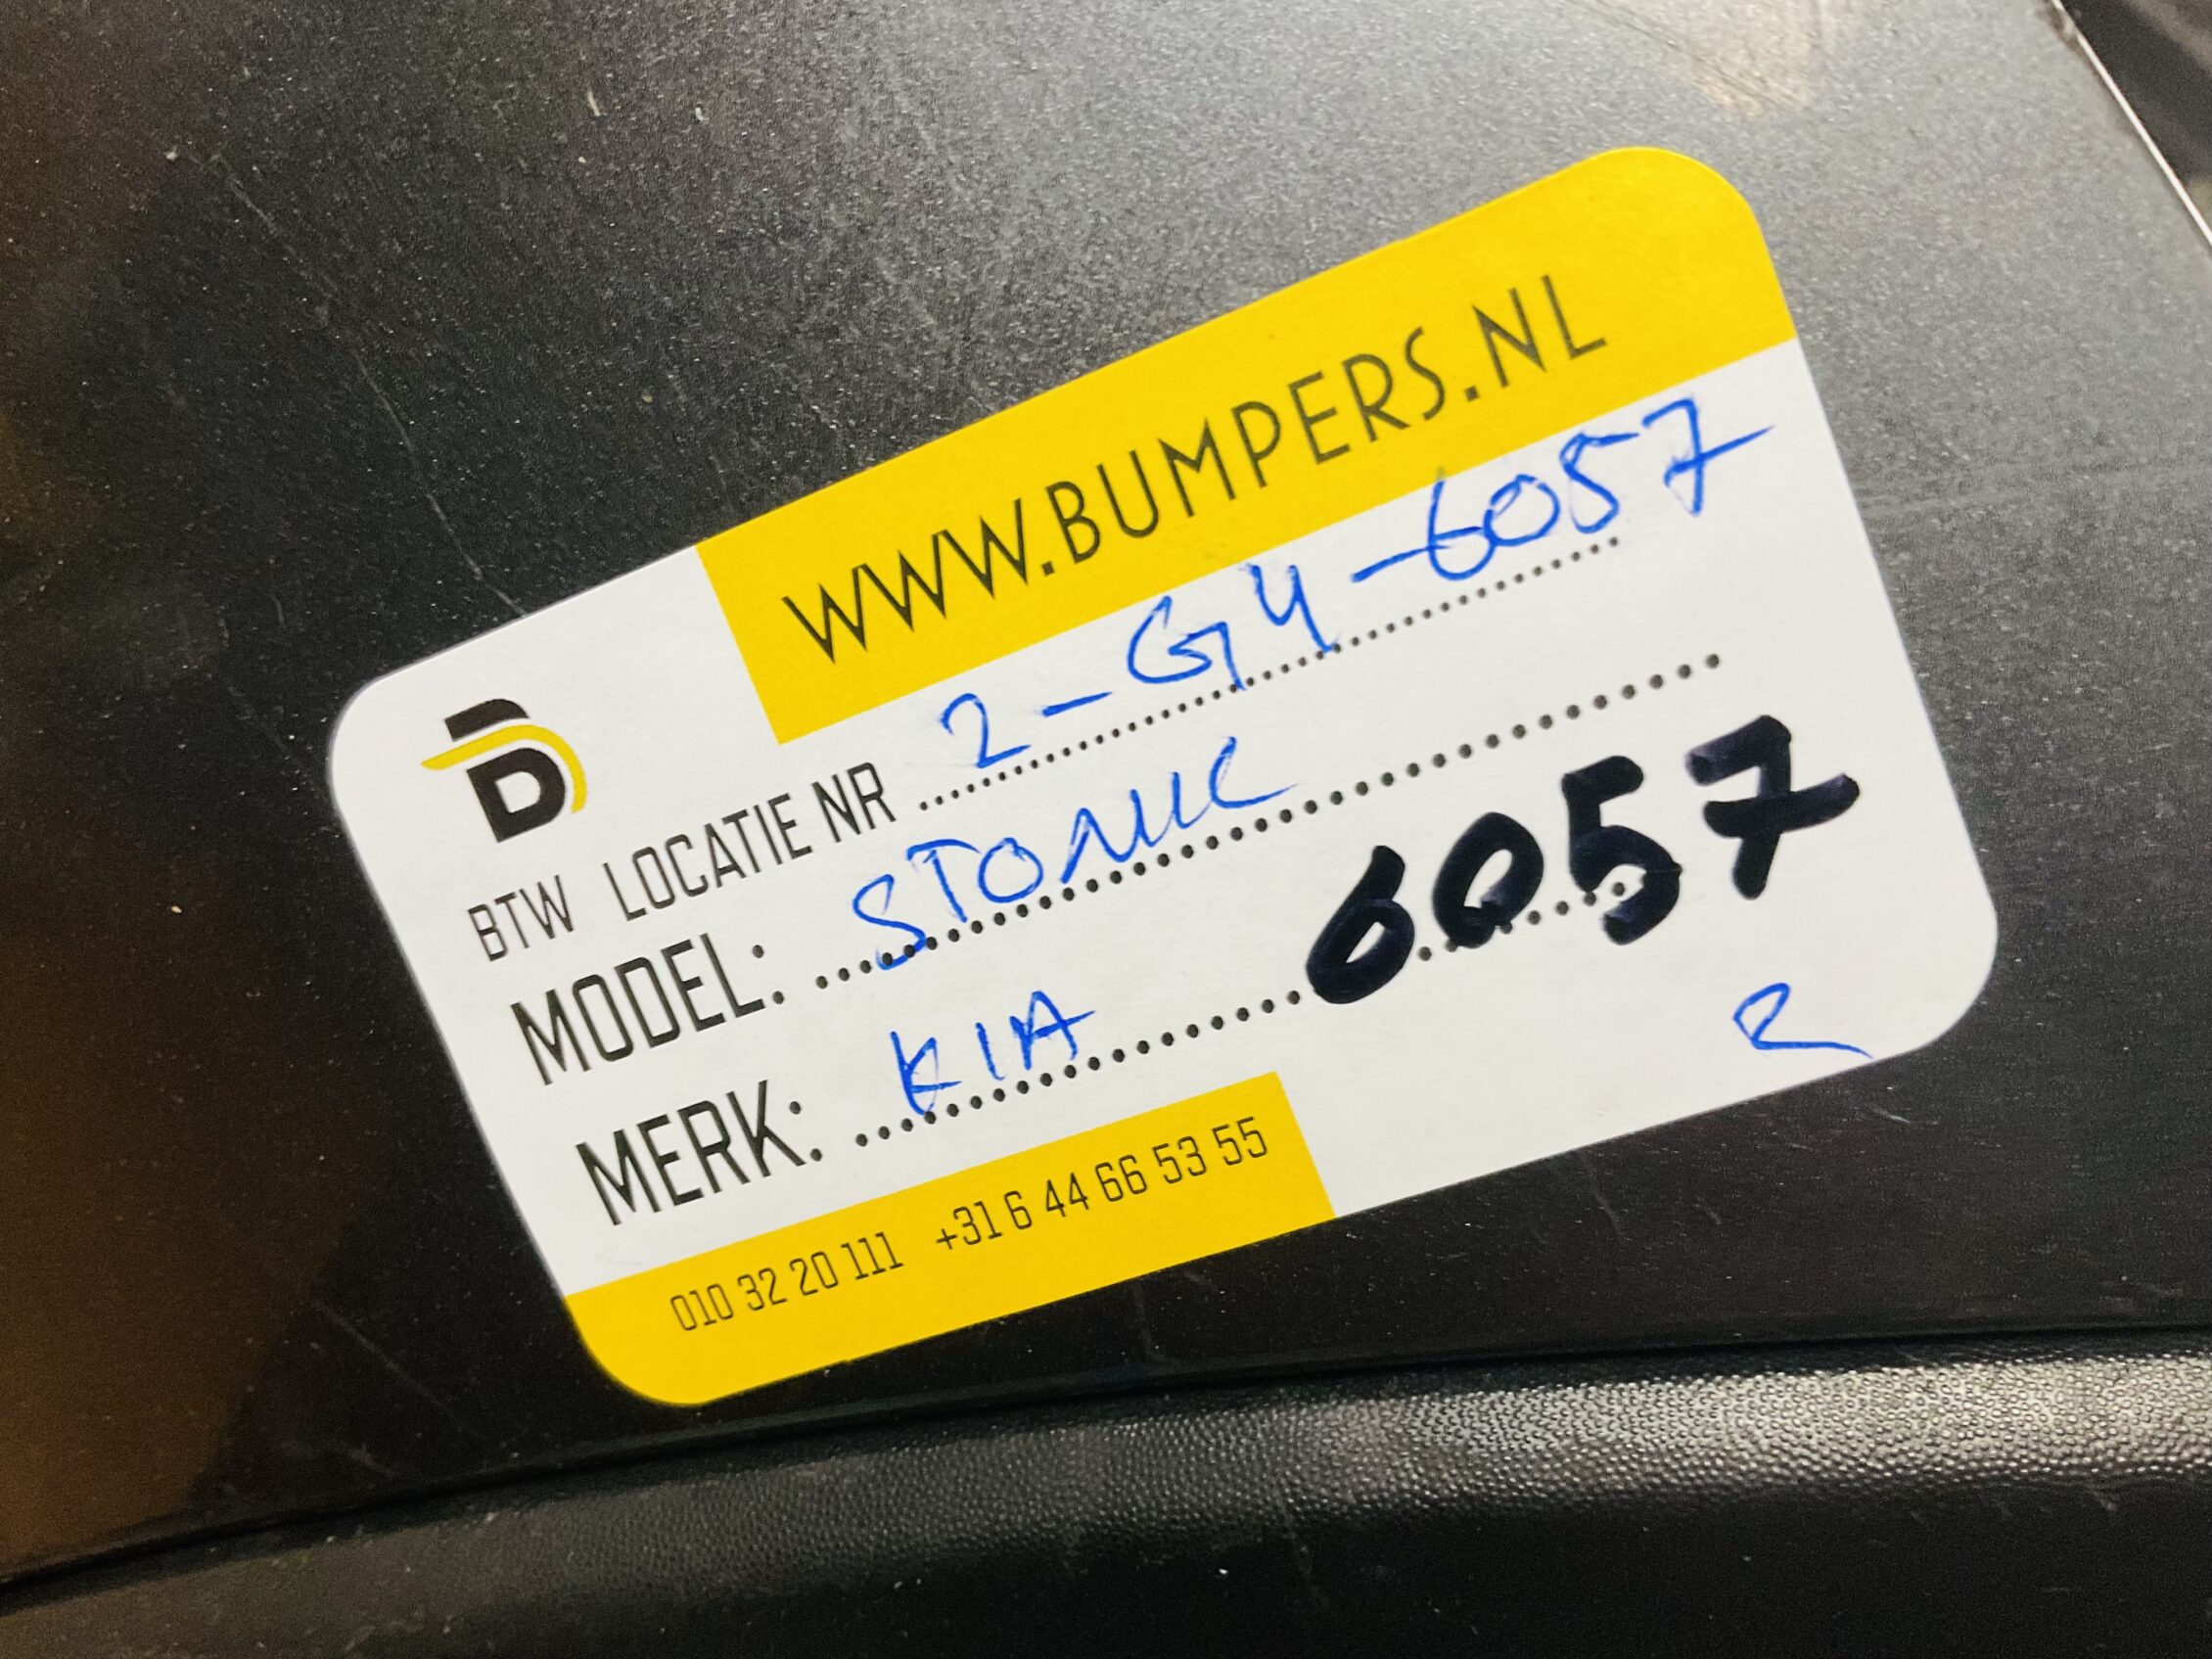 WWW.BUMPERS.NL
BTW LOCATIE NR 2-G4-6057
MODEL: STONIC
MERK: KIA 6057
R
010 32 20 111 +31 6 44 66 53 55